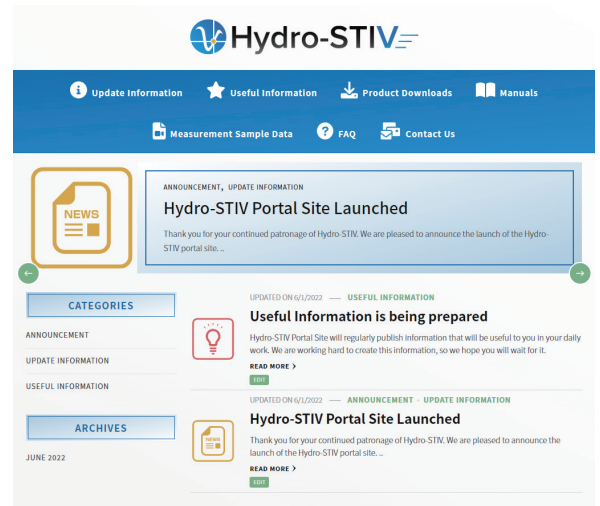 Hydro-STIV
Update Information
Useful Information
Product Downloads
Manuals
Measurement Sample Data
FAQ
Contact Us
NEWS
ANNOUNCEMENT, UPDATE INFORMATION
Hydro-STIV Portal Site Launched
Thank you for your continued patronage of Hydro-STIV. We are pleased to announce the launch of the Hydro-
STIV portal site. ..
CATEGORIES
ANNOUNCEMENT
UPDATE INFORMATION
USEFUL INFORMATION
ARCHIVES
JUNE 2022
UPDATED ON 6/1/2022 — USEFUL INFORMATION
Useful Information is being prepared
Hydro-STIV Portal Site will regularly publish information that will be useful to you in your daily
work. We are working hard to create this information, so we hope you will wait for it.
READ MORE >
EDIT
UPDATED ON 6/1/2022 — ANNOUNCEMENT · UPDATE INFORMATION
NEWS
Hydro-STIV Portal Site Launched
Thank you for your continued patronage of Hydro-STIV. We are pleased to announce the
launch of the Hydro-STIV portal site. ..
READ MORE >
EDIT